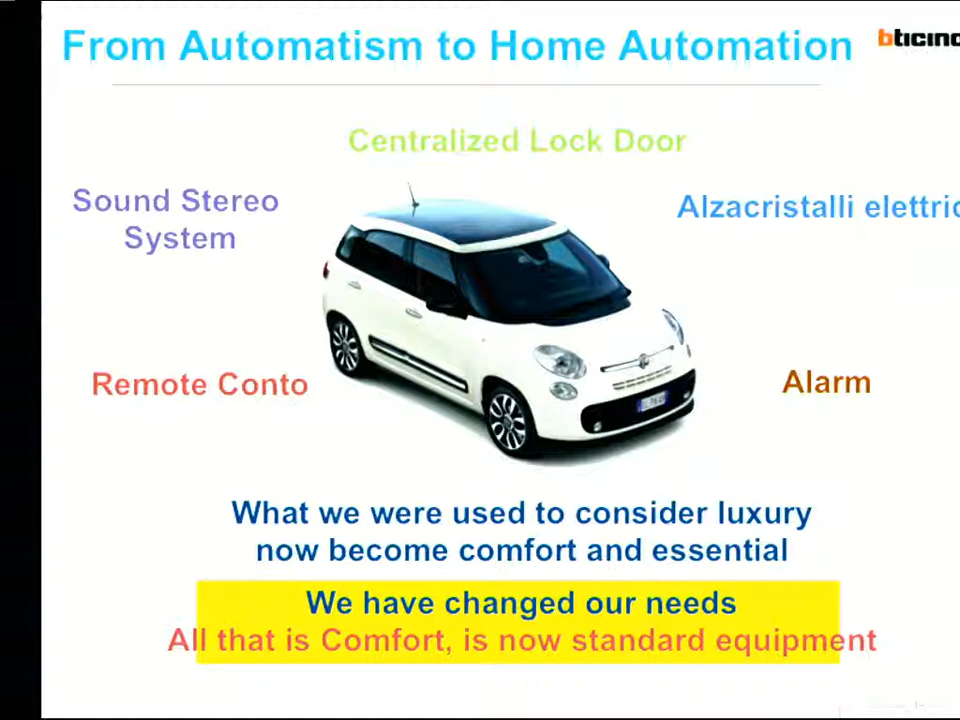 From Automatism to Home Automation
bticino
Centralized Lock Door
Sound Stereo
System
Alzacristalli elettric
Remote Conto
Alarm
What we were used to consider luxury
now become comfort and essential
We have changed our needs
All that is Comfort, is now standard equipment